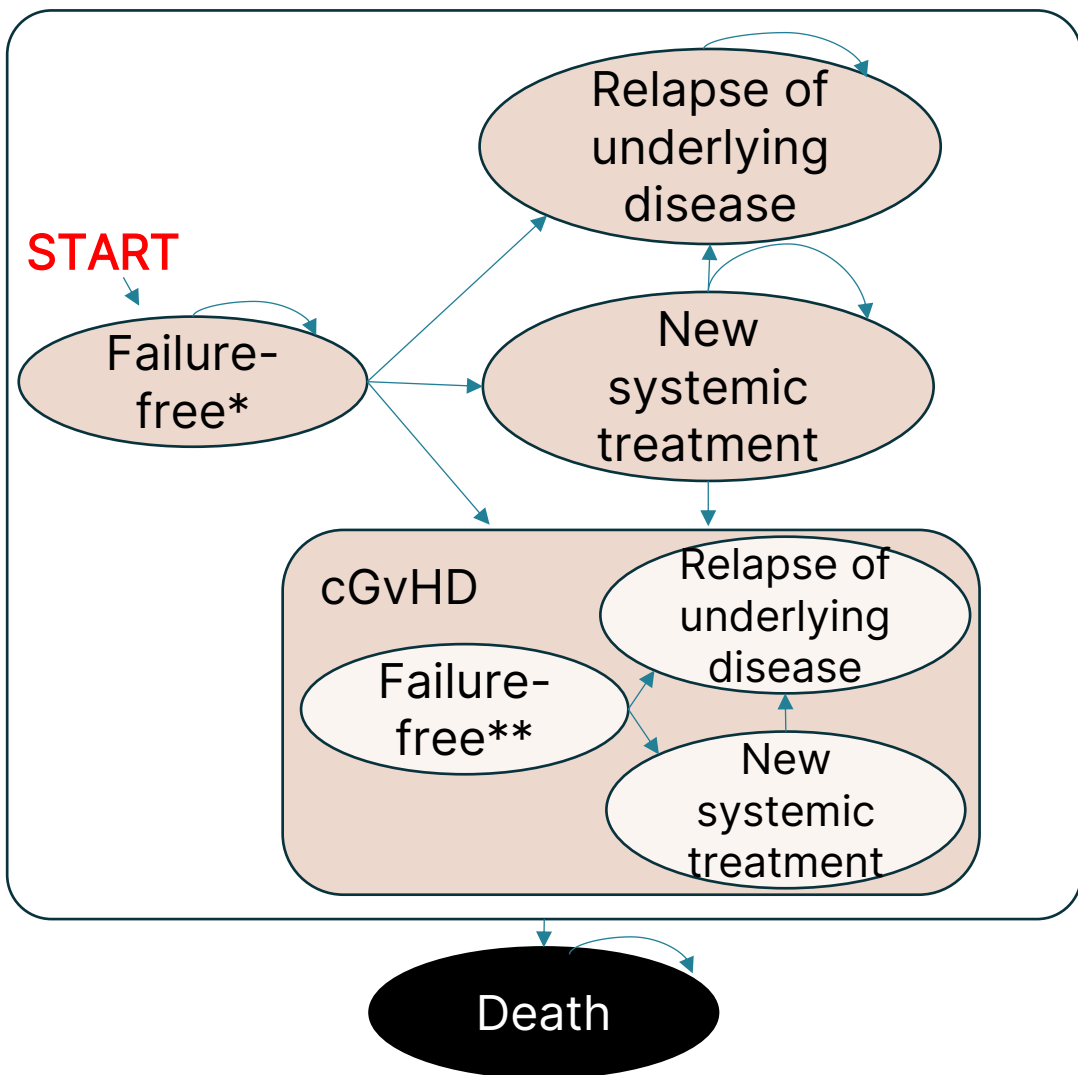 Relapse of
underlying
disease
START
Failure-
free*
New
systemic
treatment
cGvHD
Relapse of
underlying
disease
Failure-
free**
New
systemic
treatment
Death